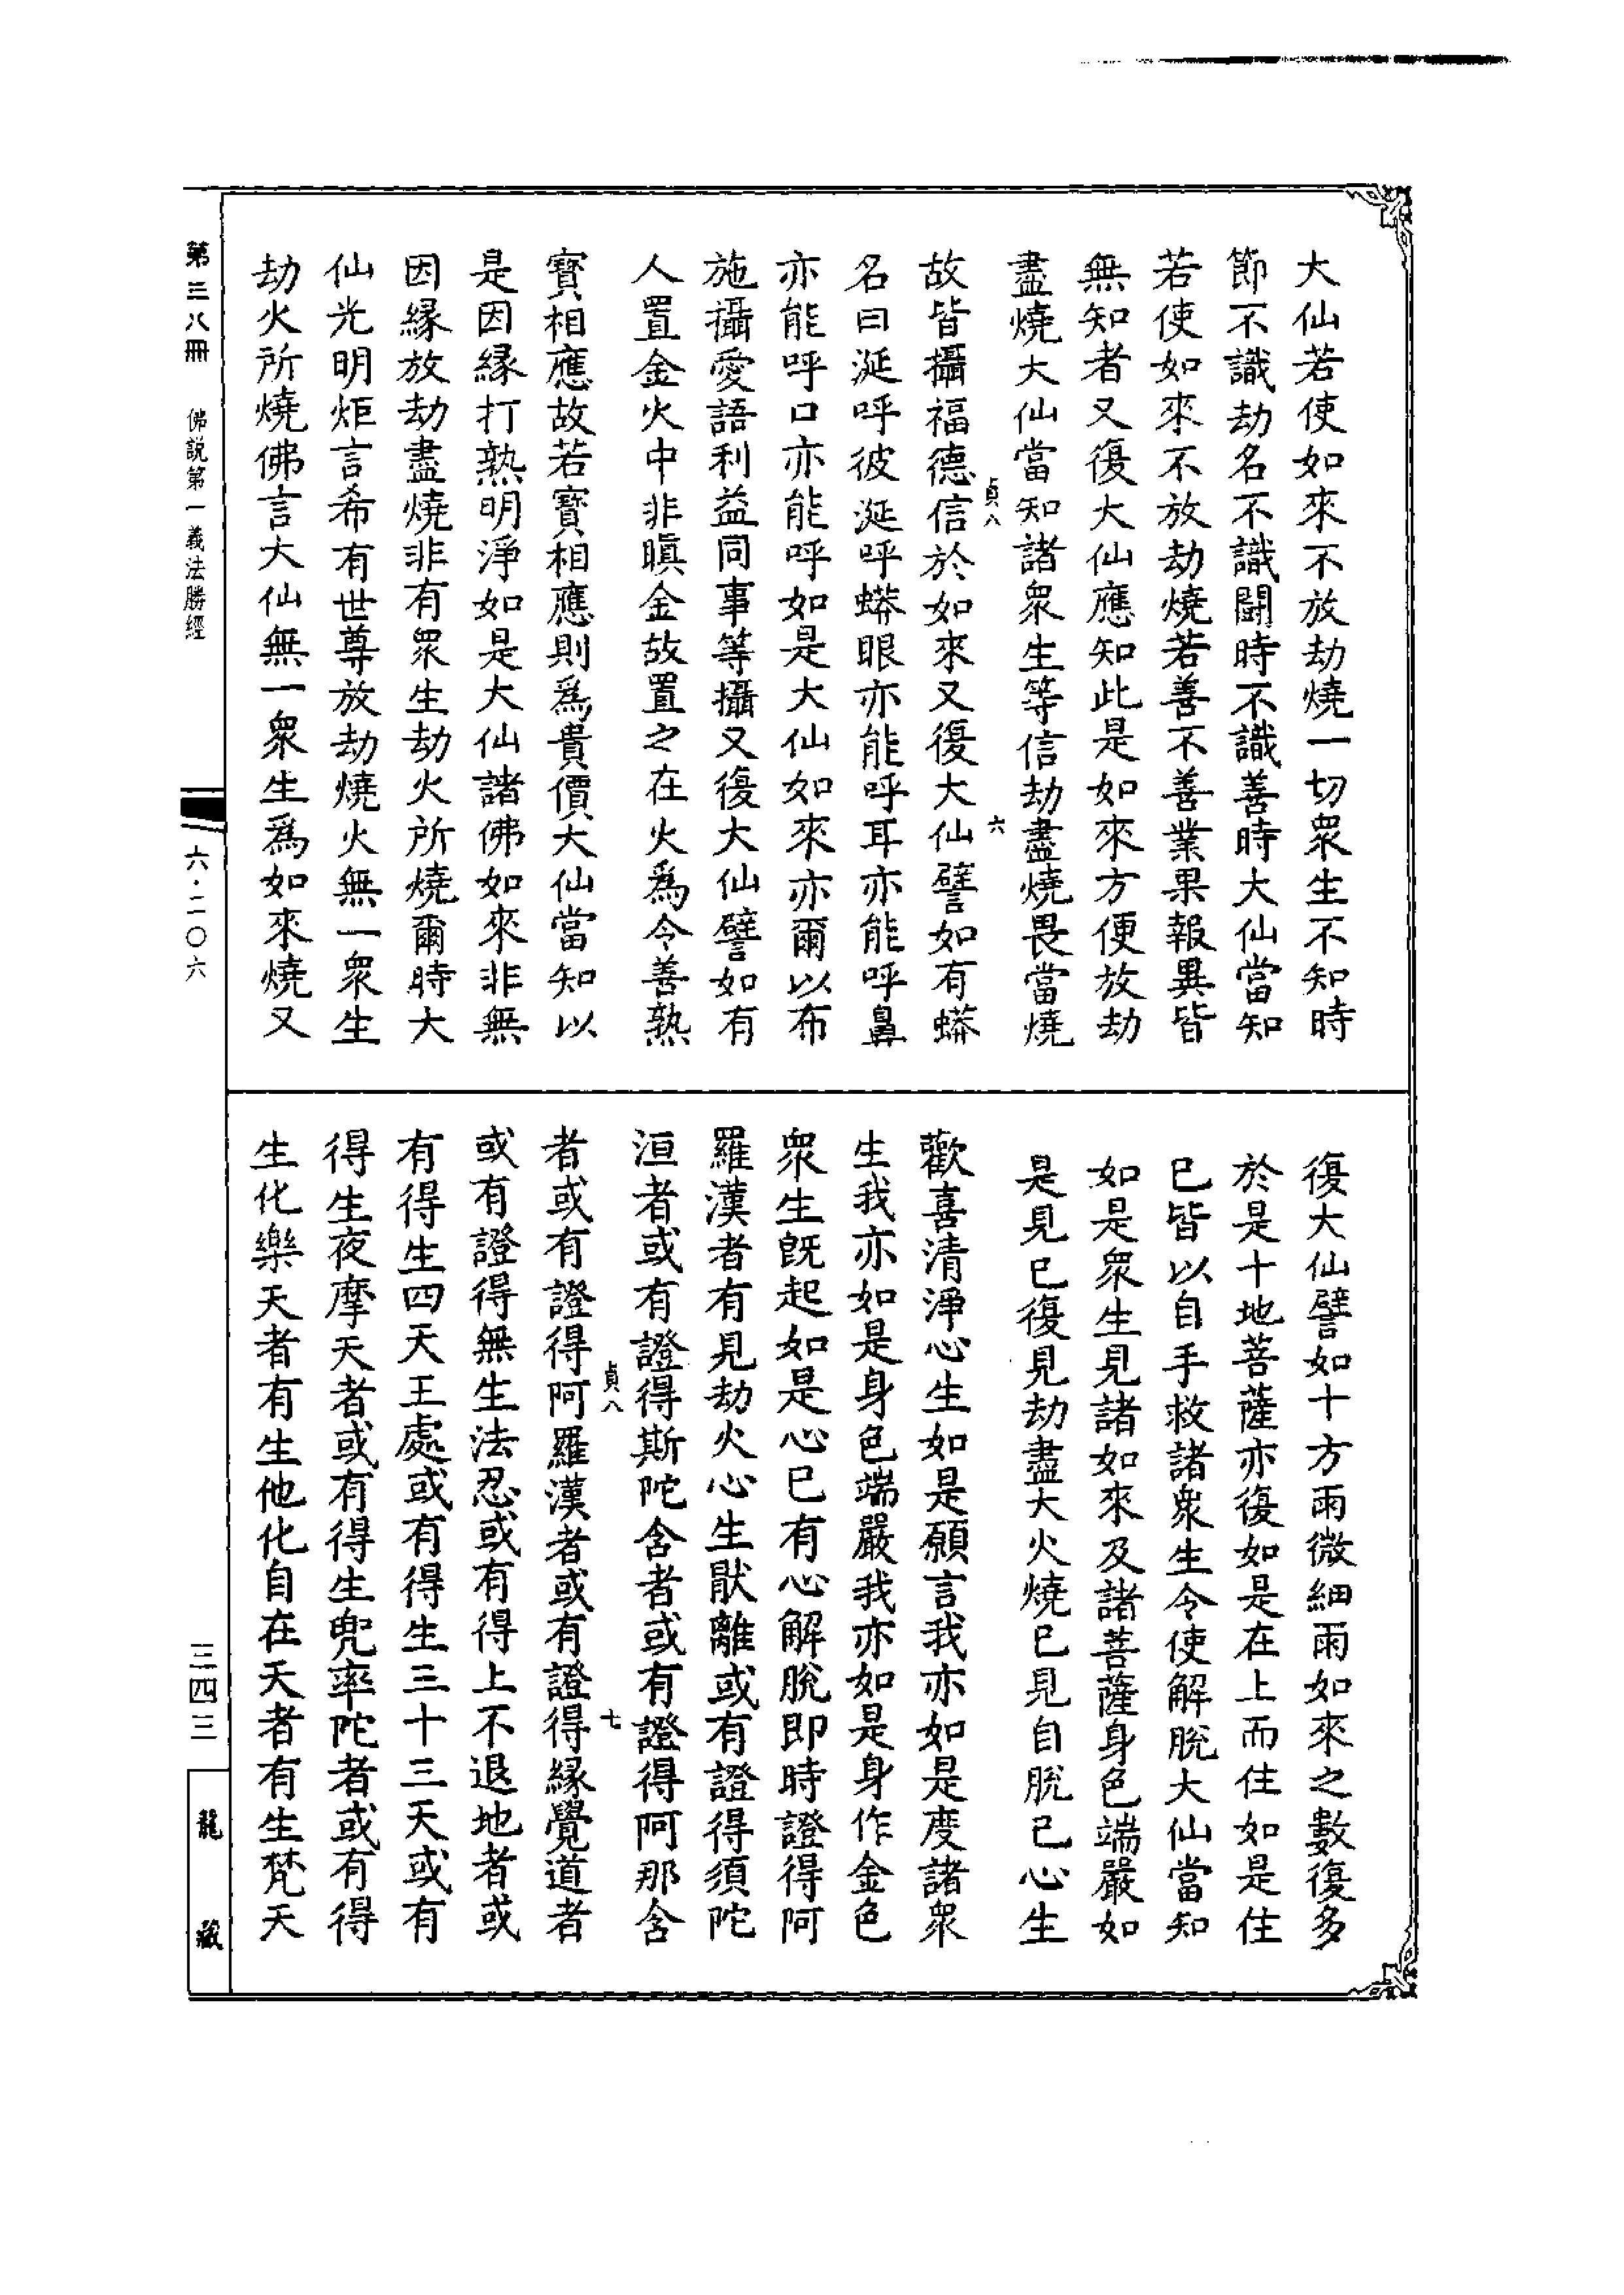 大仙若使如來不放劫燒一切衆生不知時
節不識劫名不識鬪時不識善時大仙當知
若使如來不放劫燒若善不善業果報異皆
無知者又復大仙應知此是如來方便放劫
盡燒大仙當知諸衆生等信劫盡燒畏當燒
貞八
六
故皆攝福德信於如來又復大仙譬如有蟒
名曰涎呼彼涎呼蟒眼亦能呼耳亦能呼鼻
亦能呼口亦能呼如是大仙如來亦爾以布
施攝愛語利益同事等攝又復大仙譬如有
人置金火中非瞋金故置之在火爲令善熟
寶相應故若寶相應則爲貴價大仙當知以
是因緣打熟明淨如是大仙諸佛如來非無
因緣放劫盡燒非有衆生劫火所燒爾時大
仙光明炬言希有世尊放劫燒火無一衆生
劫火所燒佛言大仙無一衆生爲如來燒又
復大仙譬如十方雨微細雨如來之數復多
於是十地菩薩亦復如是在上而住如是住
已皆以自手救諸衆生令使解脫大仙當知
如是衆生見諸如來及諸菩薩身色端嚴如
是見已復見劫盡大火燒已見自脫已心生
歡喜清淨心生如是願言我亦如是度諸衆
生我亦如是身色端嚴我亦如是身作金色
衆生旣起如是心已有心解脫即時證得阿
羅漢者有見劫火心生猒離或有證得須陀
洹者或有證得斯陀含者或有證得阿那含
貞八
七
者或有證得阿羅漢者或有證得緣覺道者
或有證得無生法忍或有得上不退地者或
有得生四天王處或有得生三十三天或有
得生夜摩天者或有得生兜率陀者或有得
生化樂天者有生他化自在天者有生梵天
第三八冊
佛説第一義法勝經
六·二〇六
三四三
龍藏